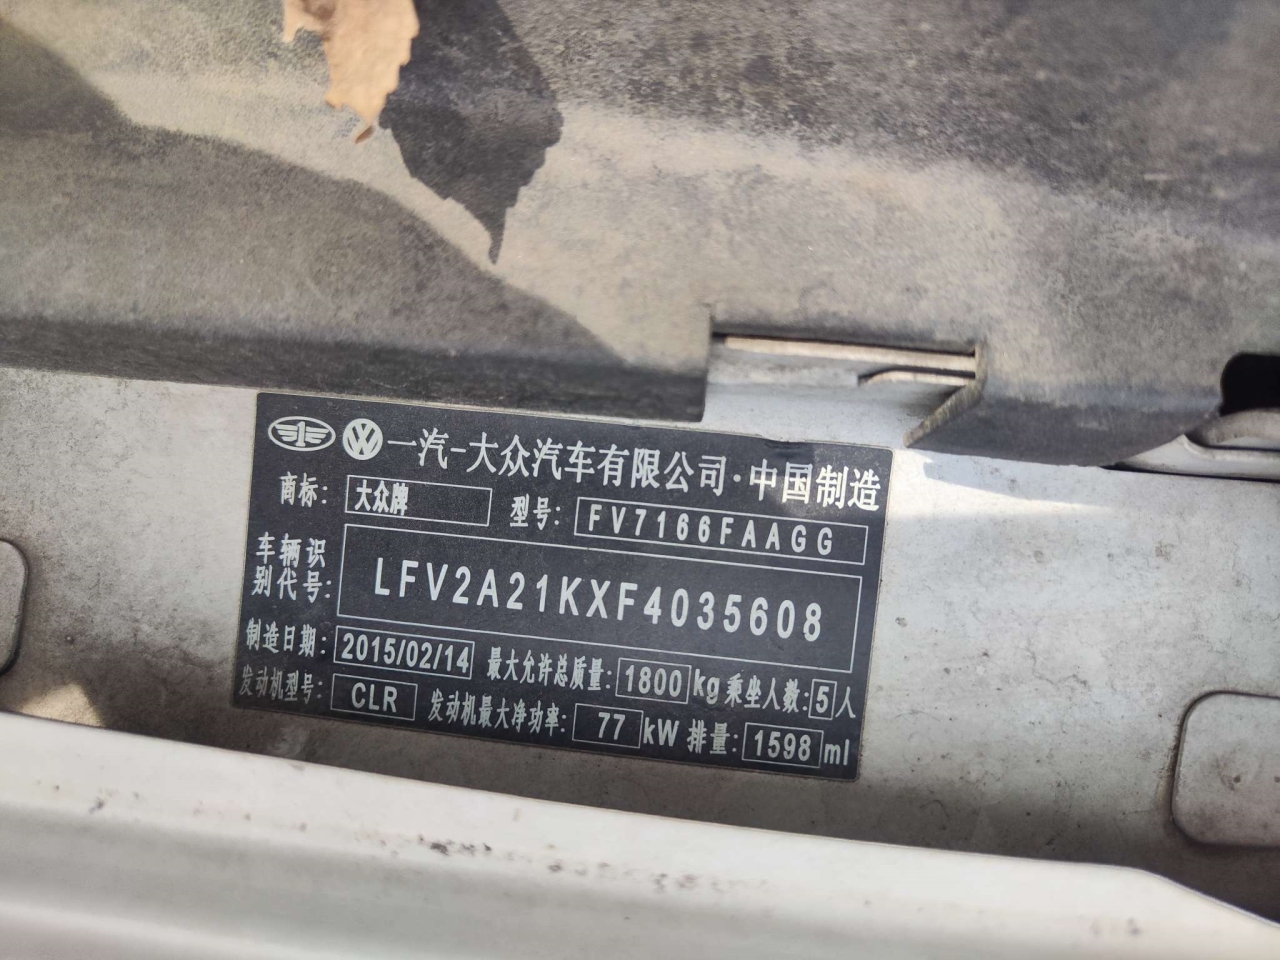 一汽-大众汽车有限公司·中国制造
商标: 大众牌 型号: FV7166FAAGG
车辆识别代号: LFV2A21KXF4035608
制造日期: 2015/02/14 最大允许总质量: 1800 kg 乘坐人数: 5 人
发动机型号: CLR 发动机最大净功率: 77 kW 排量: 1598 ml